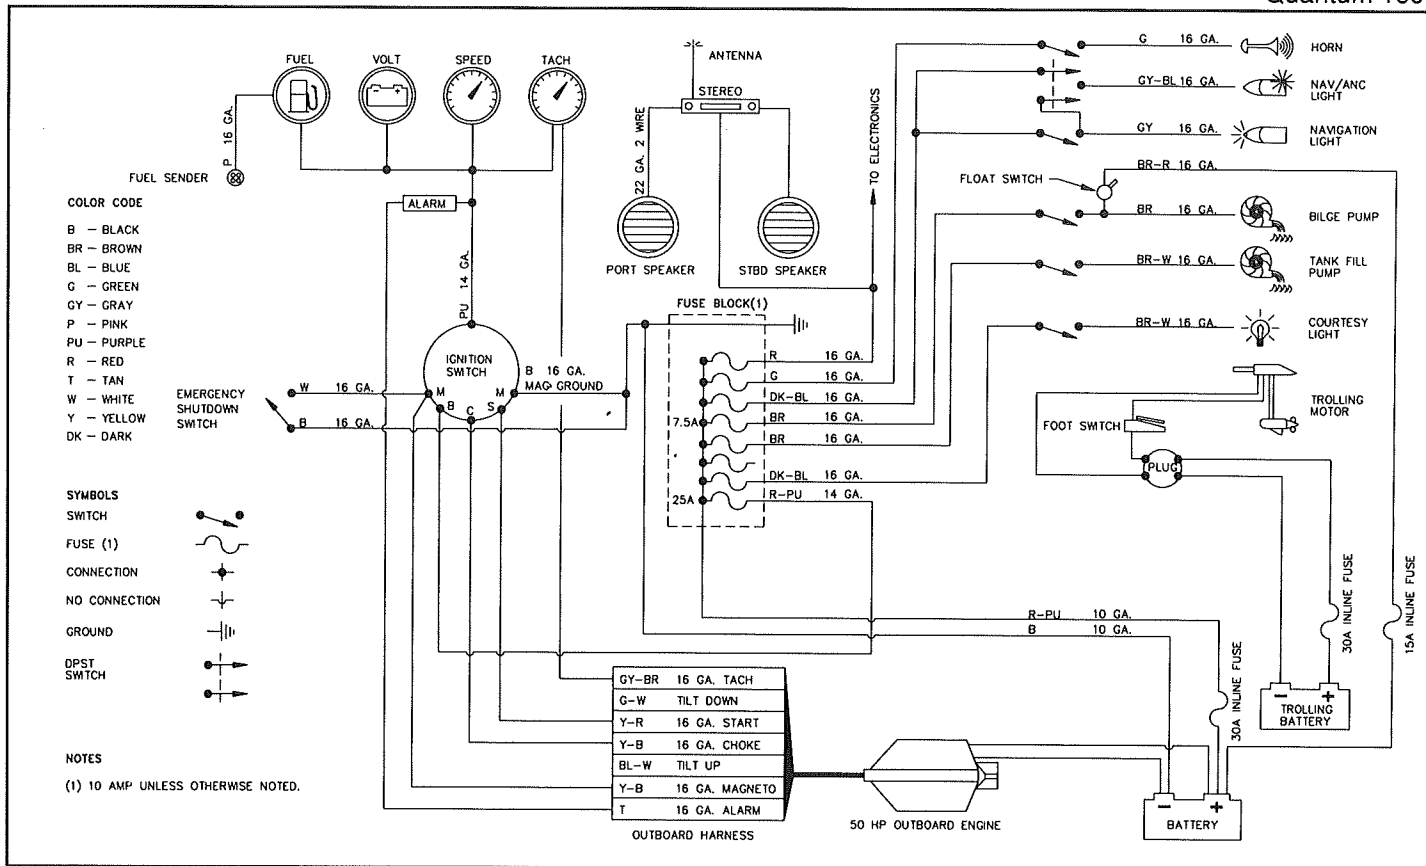 FUEL VOLT SPEED TACH
ANTENNA
STEREO
P 16 GA.
FUEL SENDER
22 GA. 2 WIRE
TO ELECTRONICS
ALARM
PORT SPEAKER
STBD SPEAKER
G 16 GA. HORN
GY-BL 16 GA. NAV/ANC
LIGHT
GY 16 GA. NAVIGATION
LIGHT
BR-R 16 GA.
FLOAT SWITCH
BR 16 GA. BILGE PUMP
BR-W 16 GA. TANK FILL
PUMP
BR-W 16 GA. COURTESY
LIGHT
TROLLING
MOTOR
FOOT SWITCH
PLUG
COLOR CODE
B – BLACK
BR – BROWN
BL – BLUE
G – GREEN
GY – GRAY
P – PINK
PU – PURPLE
R – RED
T – TAN
W – WHITE
Y – YELLOW
DK – DARK
PU 14 GA.
IGNITION
SWITCH
M B C S M
B 16 GA.
MAG GROUND
EMERGENCY
SHUTDOWN
SWITCH
W 16 GA.
B 16 GA.
FUSE BLOCK(1)
R 16 GA.
G 16 GA.
DK-BL 16 GA.
7.5A BR 16 GA.
BR 16 GA.
DK-BL 16 GA.
25A R-PU 14 GA.
SYMBOLS
SWITCH
FUSE (1)
CONNECTION
NO CONNECTION
GROUND
DPST
SWITCH
NOTES
(1) 10 AMP UNLESS OTHERWISE NOTED.
R-PU 10 GA.
B 10 GA.
30A INLINE FUSE
30A INLINE FUSE
15A INLINE FUSE
– +
TROLLING
BATTERY
GY-BR 16 GA. TACH
G-W TILT DOWN
Y-R 16 GA. START
Y-B 16 GA. CHOKE
BL-W TILT UP
Y-B 16 GA. MAGNETO
T 16 GA. ALARM
OUTBOARD HARNESS
50 HP OUTBOARD ENGINE
– +
BATTERY